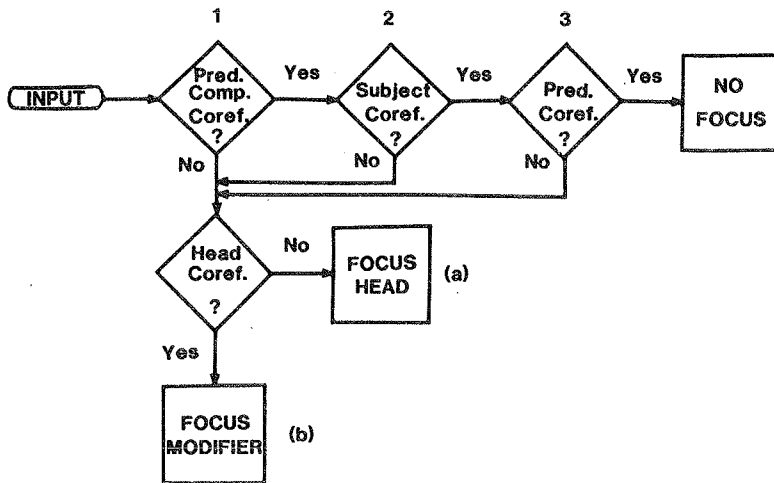 1
2
3
INPUT
Pred.
Comp.
Coref.
?
Yes
Subject
Coref.
?
Yes
Pred.
Coref.
?
Yes
NO
FOCUS
No
No
No
Head
Coref.
?
No
FOCUS
HEAD
(a)
Yes
FOCUS
MODIFIER
(b)